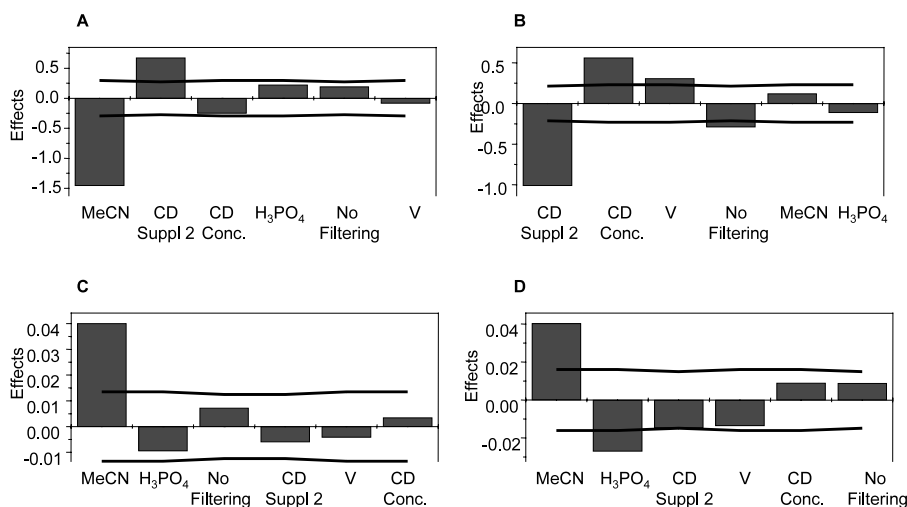 A
Effects
0.5
0.0
-0.5
-1.0
-1.5
MeCN
CD Suppl 2
CD Conc.
H₃PO₄
No Filtering
V
B
Effects
0.5
0.0
-0.5
-1.0
CD Suppl 2
CD Conc.
V
No Filtering
MeCN
H₃PO₄
C
Effects
0.04
0.03
0.02
0.01
0.00
-0.01
MeCN
H₃PO₄
No Filtering
CD Suppl 2
V
CD Conc.
D
Effects
0.04
0.02
0.00
-0.02
MeCN
H₃PO₄
CD Suppl 2
V
CD Conc.
No Filtering